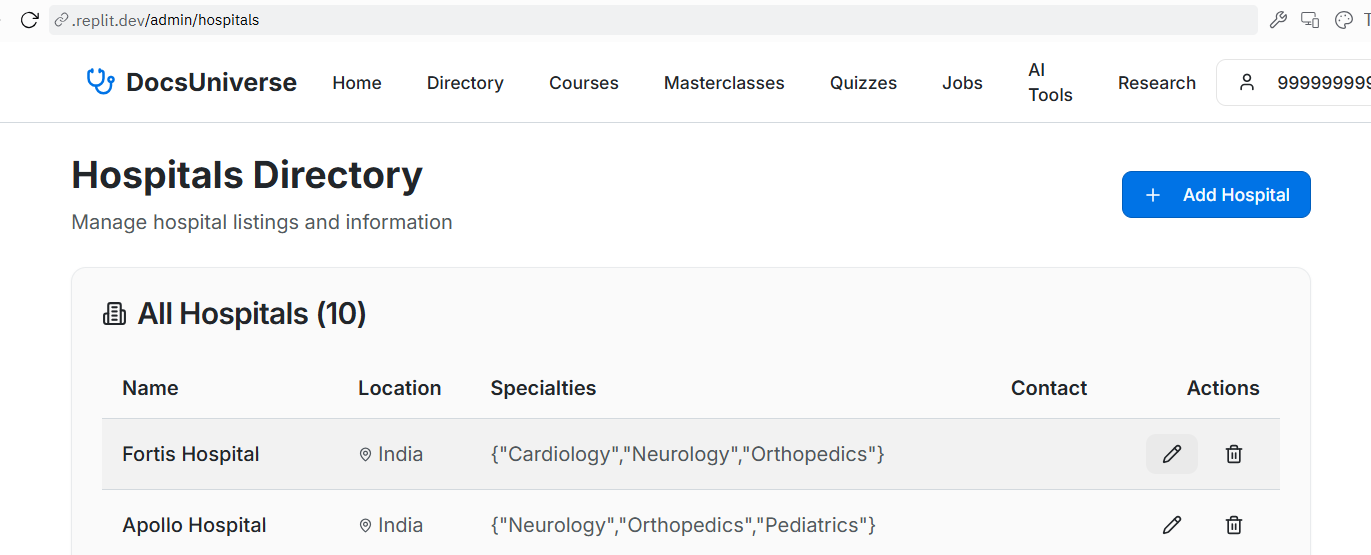 .replit.dev/admin/hospitals
DocsUniverse Home Directory Courses Masterclasses Quizzes Jobs AI Tools Research 999999999
Hospitals Directory
Manage hospital listings and information
+ Add Hospital
All Hospitals (10)
Name Location Specialties Contact Actions
Fortis Hospital India {"Cardiology","Neurology","Orthopedics"}
Apollo Hospital India {"Neurology","Orthopedics","Pediatrics"}